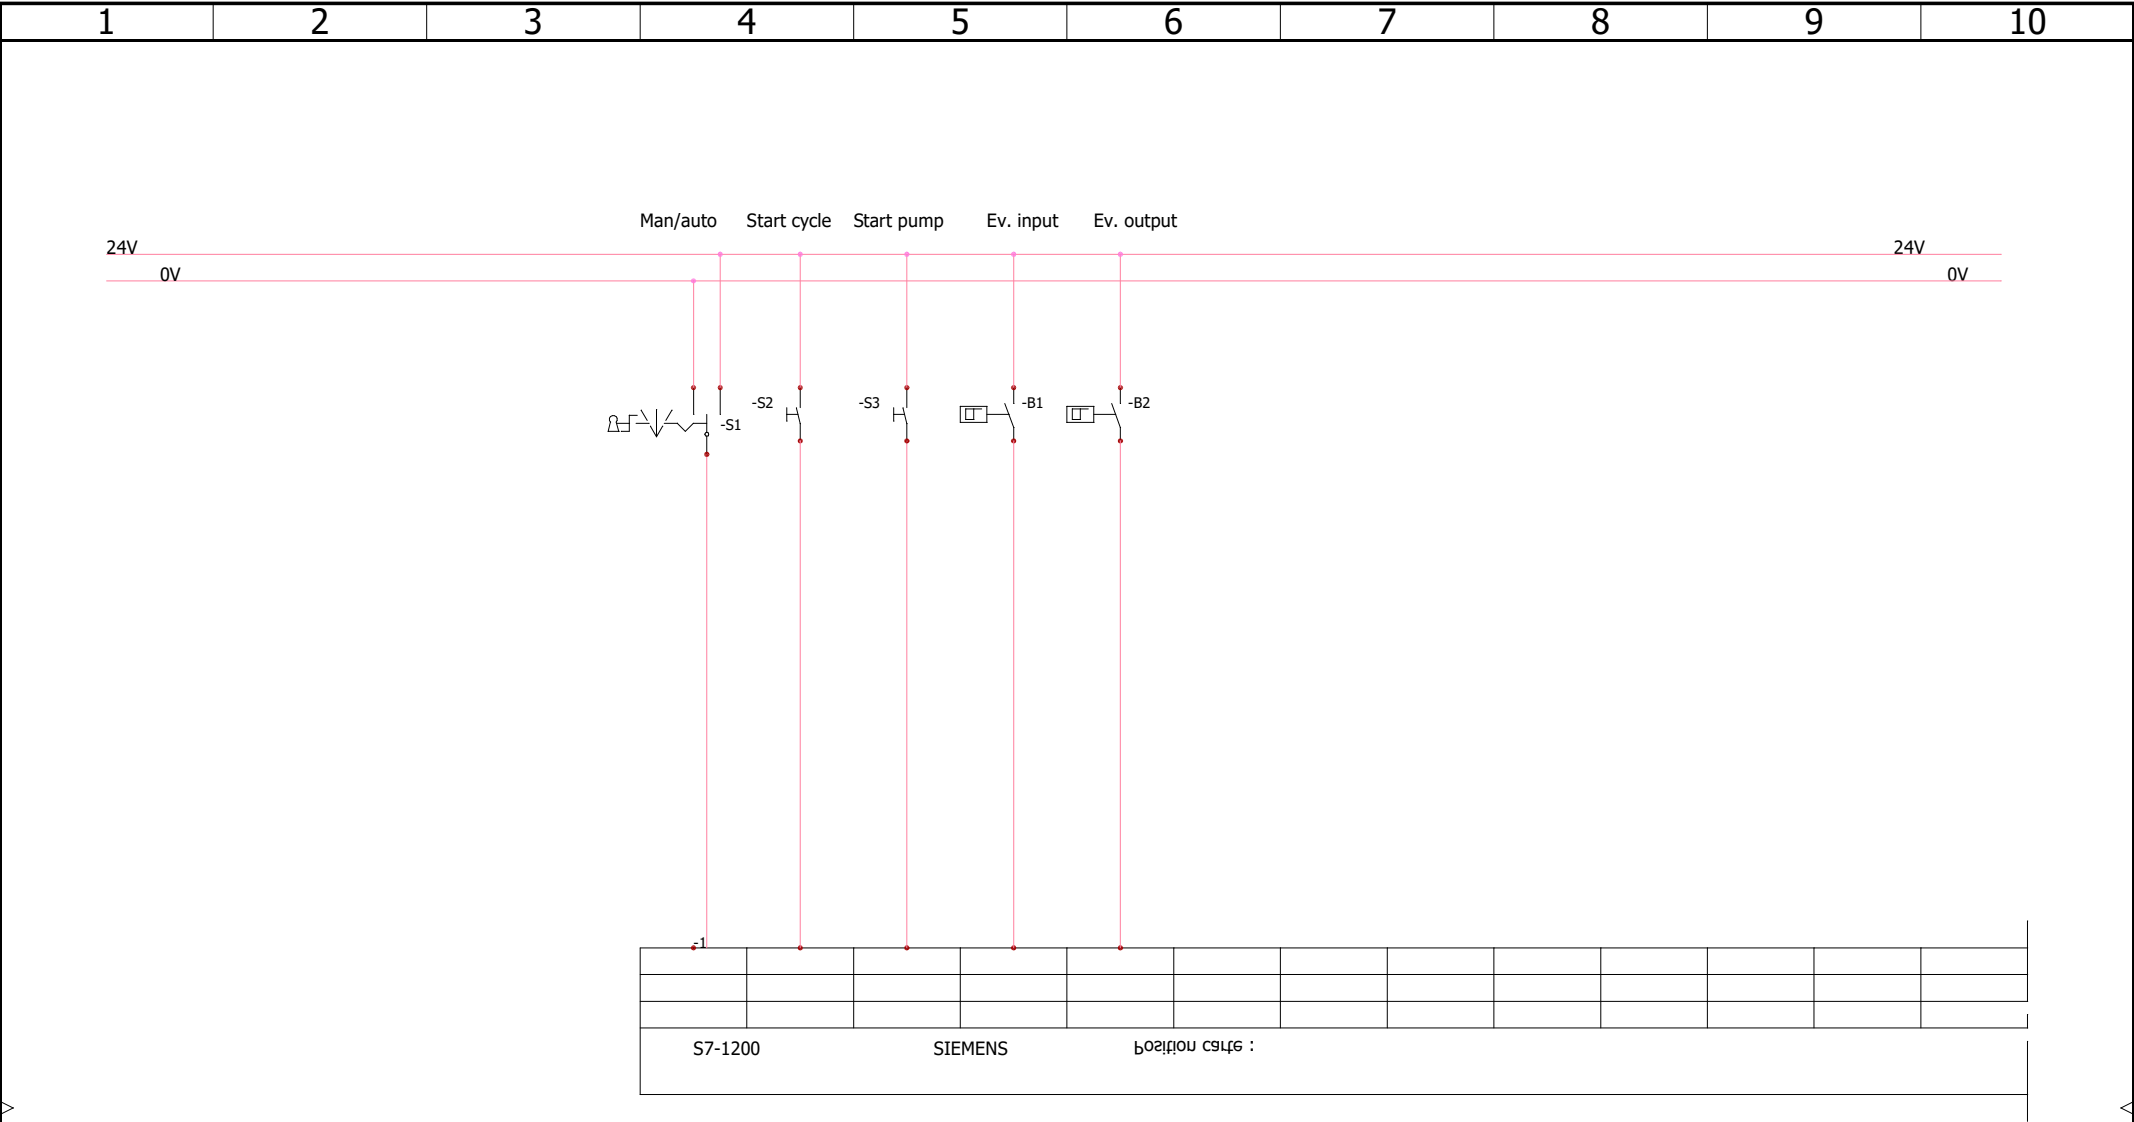 1 2 3 4 5 6 7 8 9 10
Man/auto Start cycle Start pump Ev. input Ev. output
24V 24V
0V 0V
-S1 -S2 -S3 -B1 -B2
-1
S7-1200 SIEMENS Position carte :